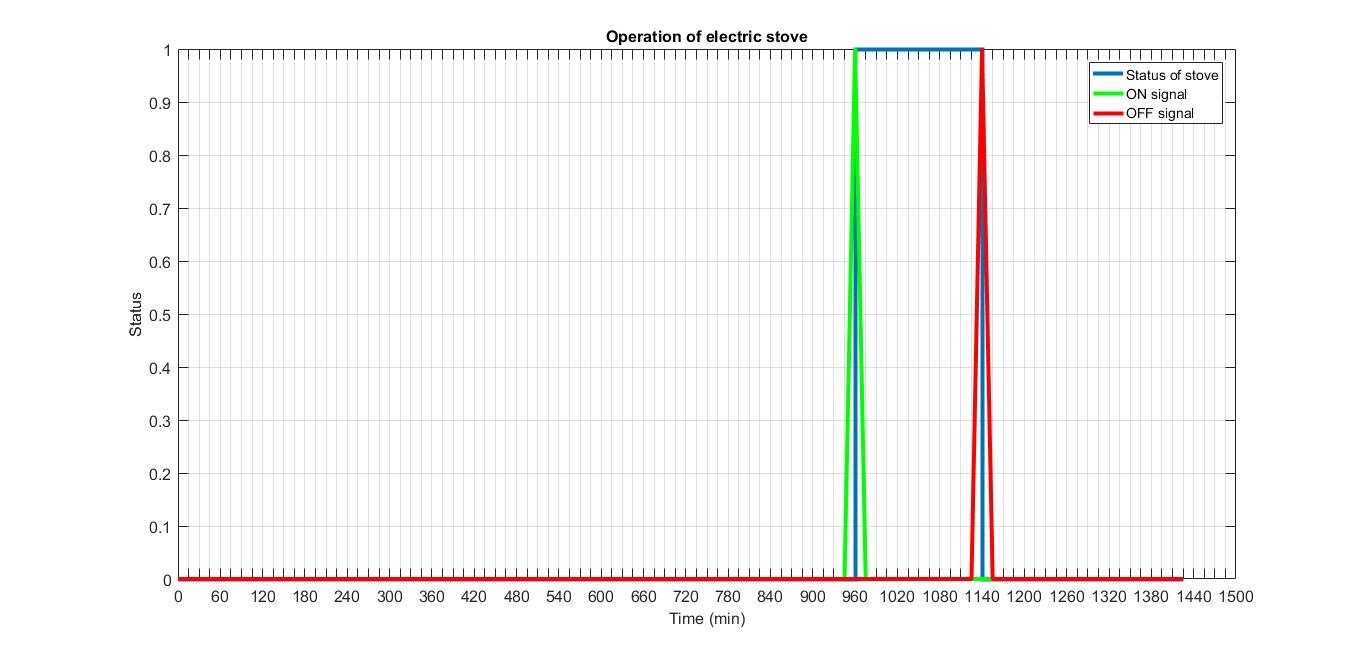 Operation of electric stove
1
0.9
0.8
0.7
0.6
0.5
0.4
0.3
0.2
0.1
0
Status
Status of stove
ON signal
OFF signal
0 60 120 180 240 300 360 420 480 540 600 660 720 780 840 900 960 1020 1080 1140 1200 1260 1320 1380 1440 1500
Time (min)